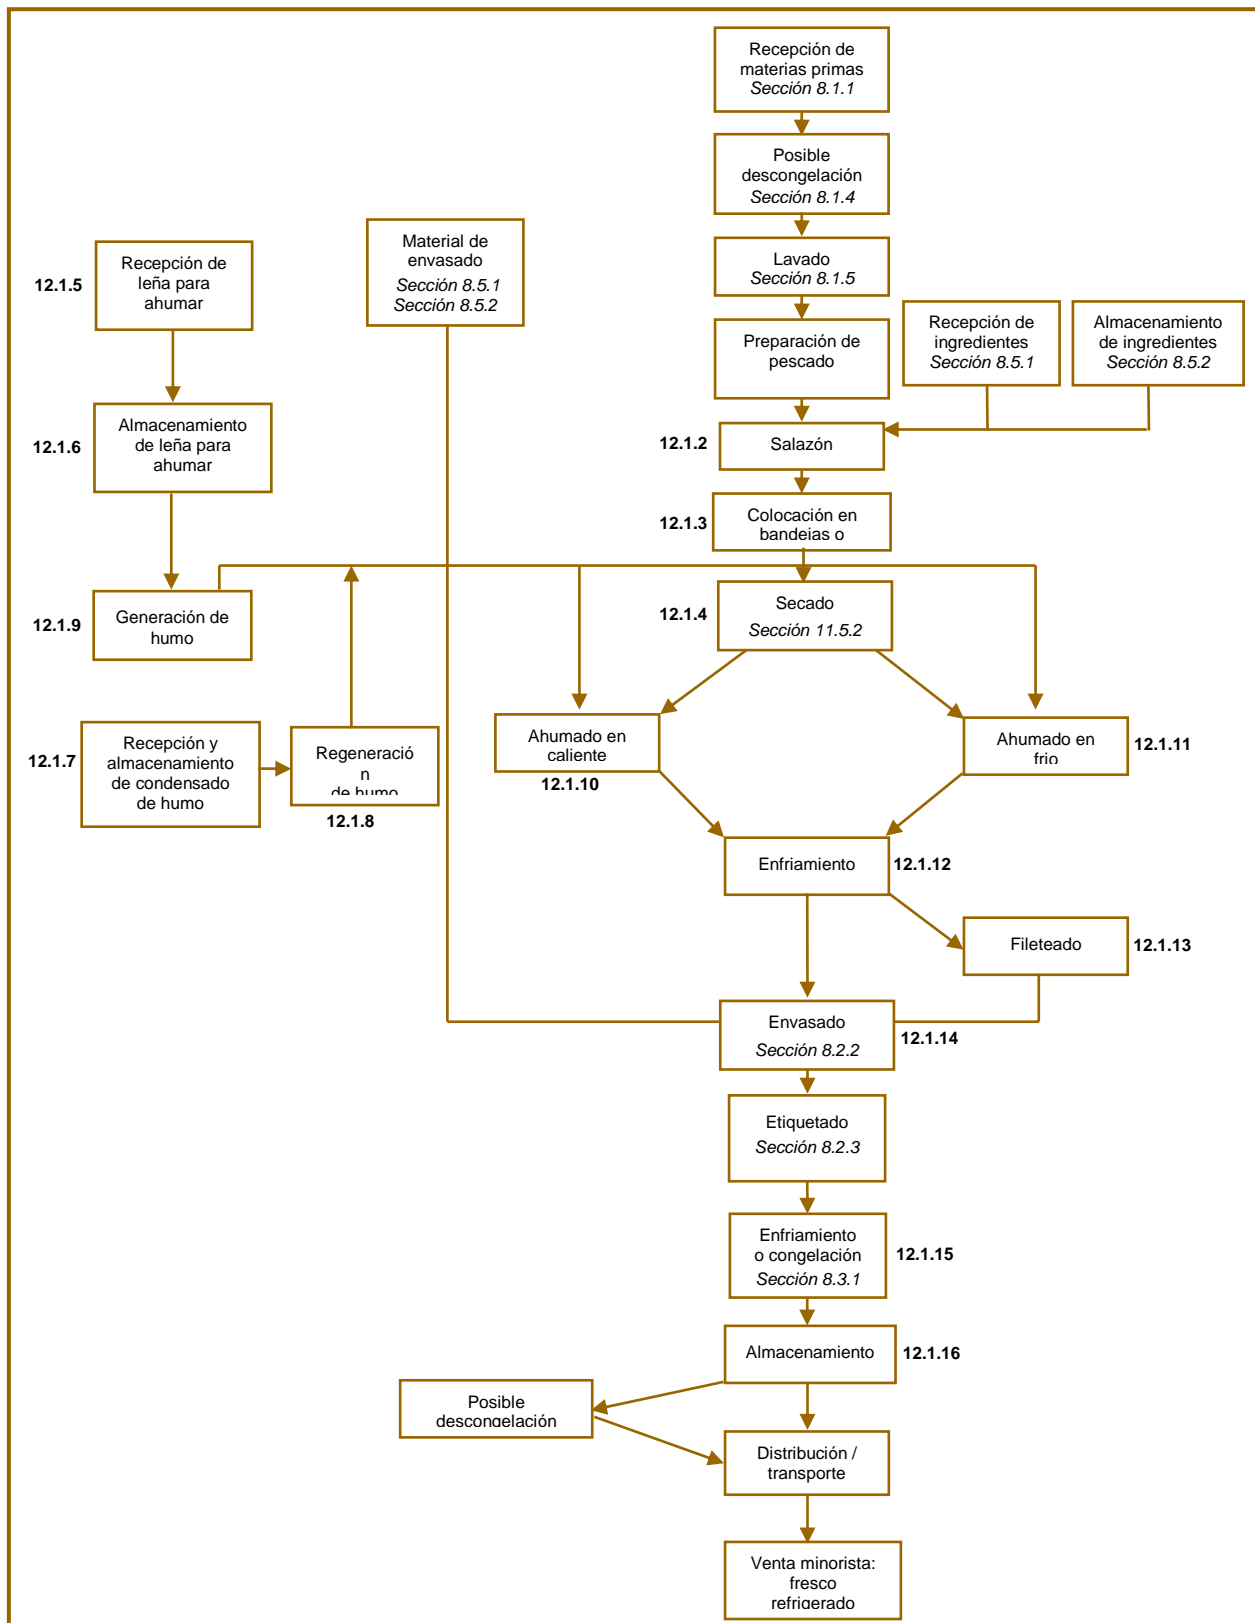 Recepción de
materias primas
Sección 8.1.1
Posible
descongelación
Sección 8.1.4
Lavado
Sección 8.1.5
Preparación de
pescado
Recepción de
ingredientes
Sección 8.5.1
Almacenamiento
de ingredientes
Sección 8.5.2
Material de
envasado
Sección 8.5.1
Sección 8.5.2
12.1.5
Recepción de
leña para
ahumar
12.1.6
Almacenamiento
de leña para
ahumar
12.1.2
Salazón
12.1.3
Colocación en
bandejas o
12.1.9
Generación de
humo
12.1.4
Secado
Sección 11.5.2
12.1.7
Recepción y
almacenamiento
de condensado
de humo
Regeneració
n
de humo
12.1.8
Ahumado en
caliente
12.1.10
Ahumado en
frio
12.1.11
Enfriamiento
12.1.12
Fileteado
12.1.13
Envasado
Sección 8.2.2
12.1.14
Etiquetado
Sección 8.2.3
Enfriamiento
o congelación
Sección 8.3.1
12.1.15
Almacenamiento
12.1.16
Posible
descongelación
Distribución /
transporte
Venta minorista:
fresco
refrigerado